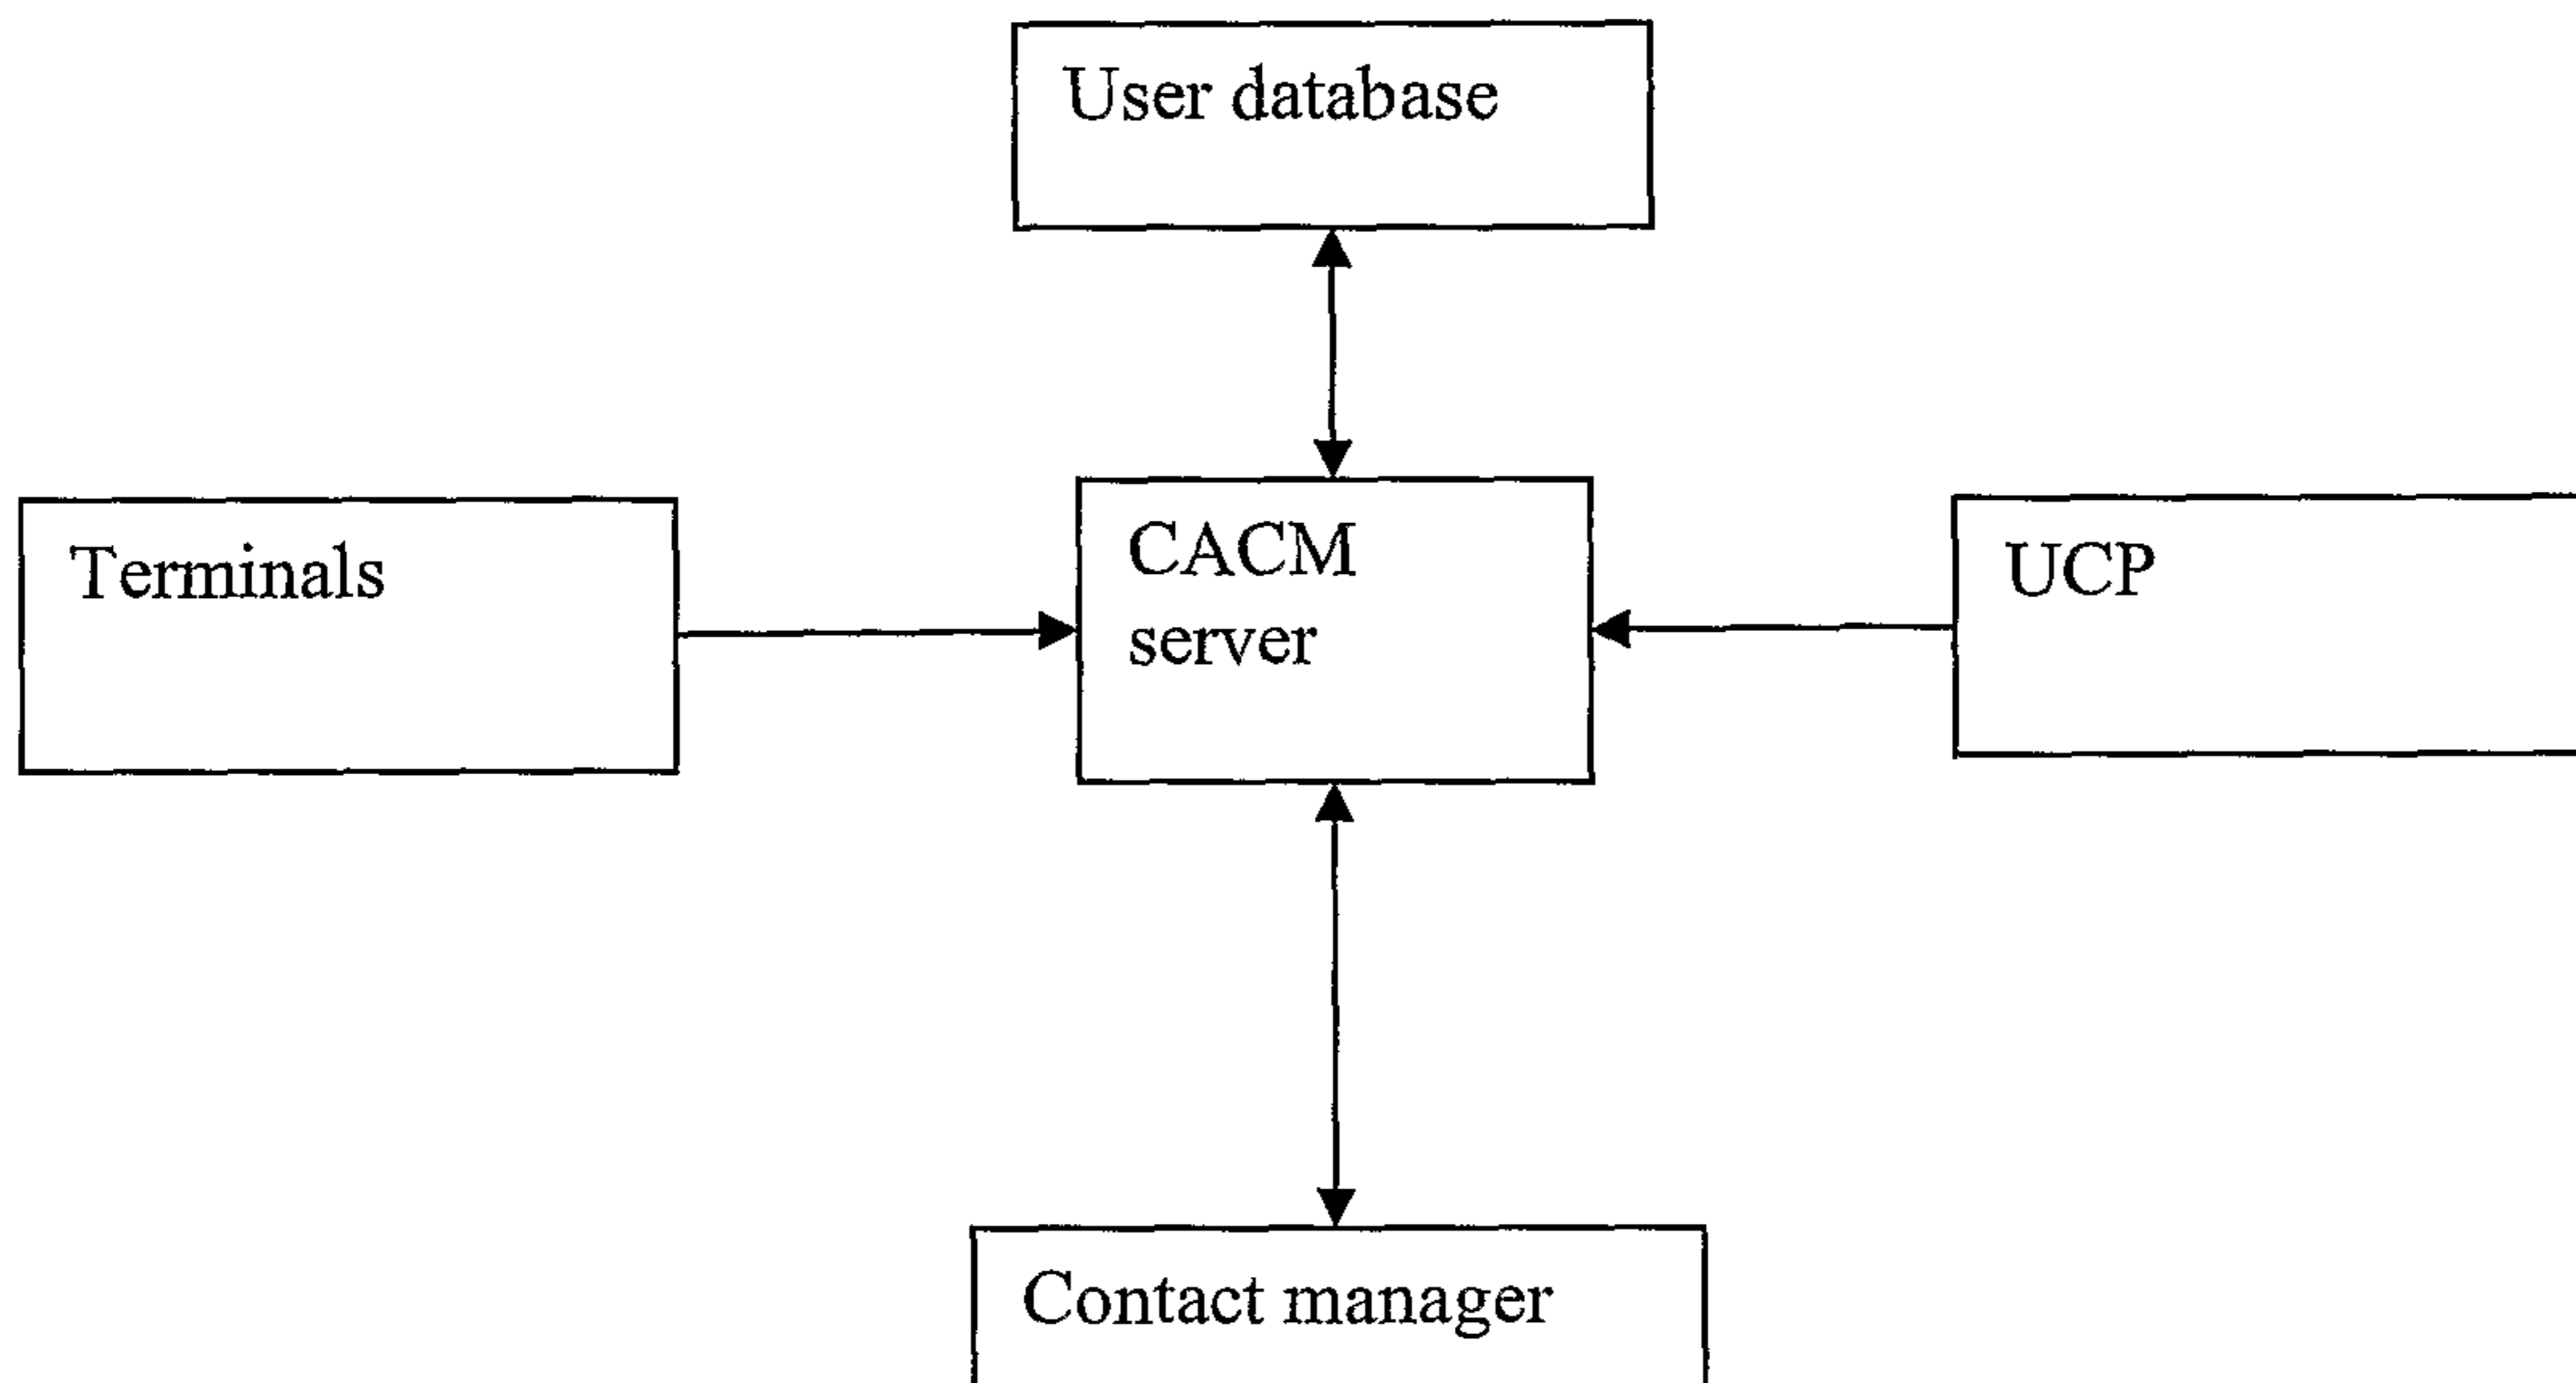 User database
Terminals
CACM
server
UCP
Contact manager